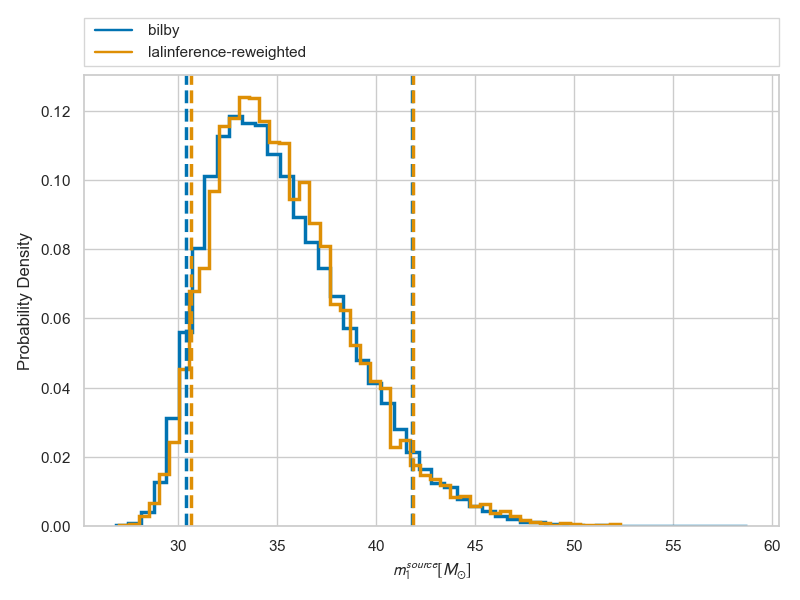 bilby
lalinference-reweighted
0.12
0.10
0.08
0.06
0.04
0.02
0.00
Probability Density
30 35 40 45 50 55 60
m₁^source [M⊙]